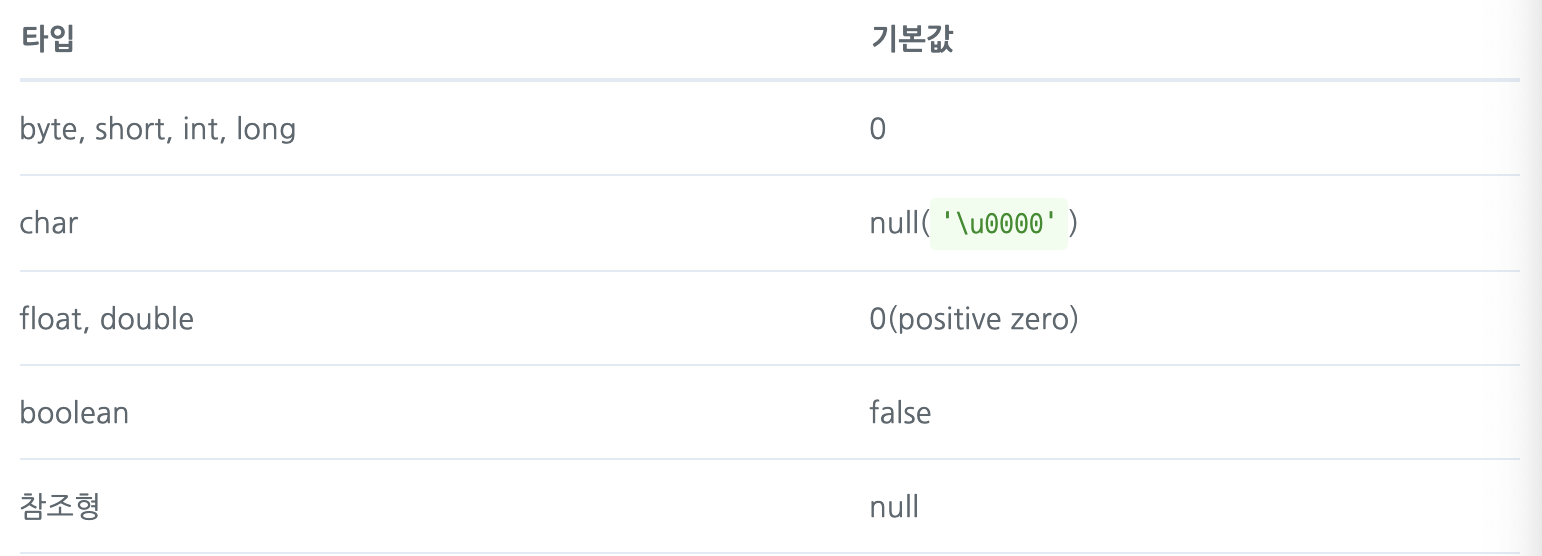 타입 기본값
byte, short, int, long 0
char null('\u0000')
float, double 0(positive zero)
boolean false
참조형 null